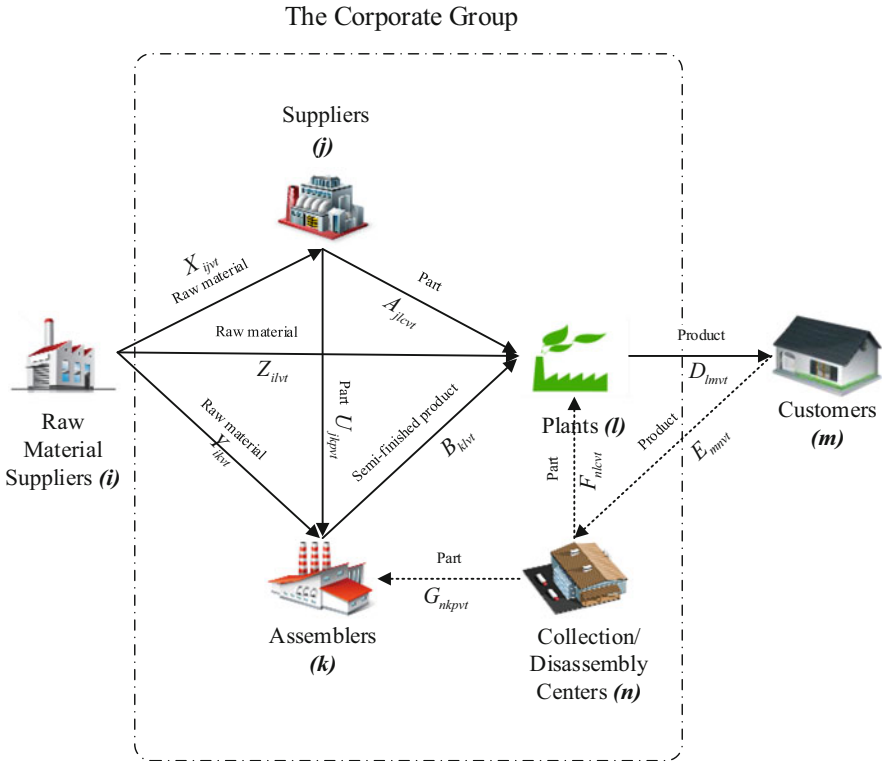 The Corporate Group
Suppliers
(j)
X ijvt
Raw material
Part
A jlcvt
Raw material
Z ilvt
Product
D lmvt
Raw
Material
Suppliers (i)
Raw material
Y ikvt
Part
U jkpvt
Semi-finished product
B klvt
Plants (l)
Customers
(m)
Product
E mnvt
Part
F nlcvt
Part
G nkpvt
Assemblers
(k)
Collection/
Disassembly
Centers (n)